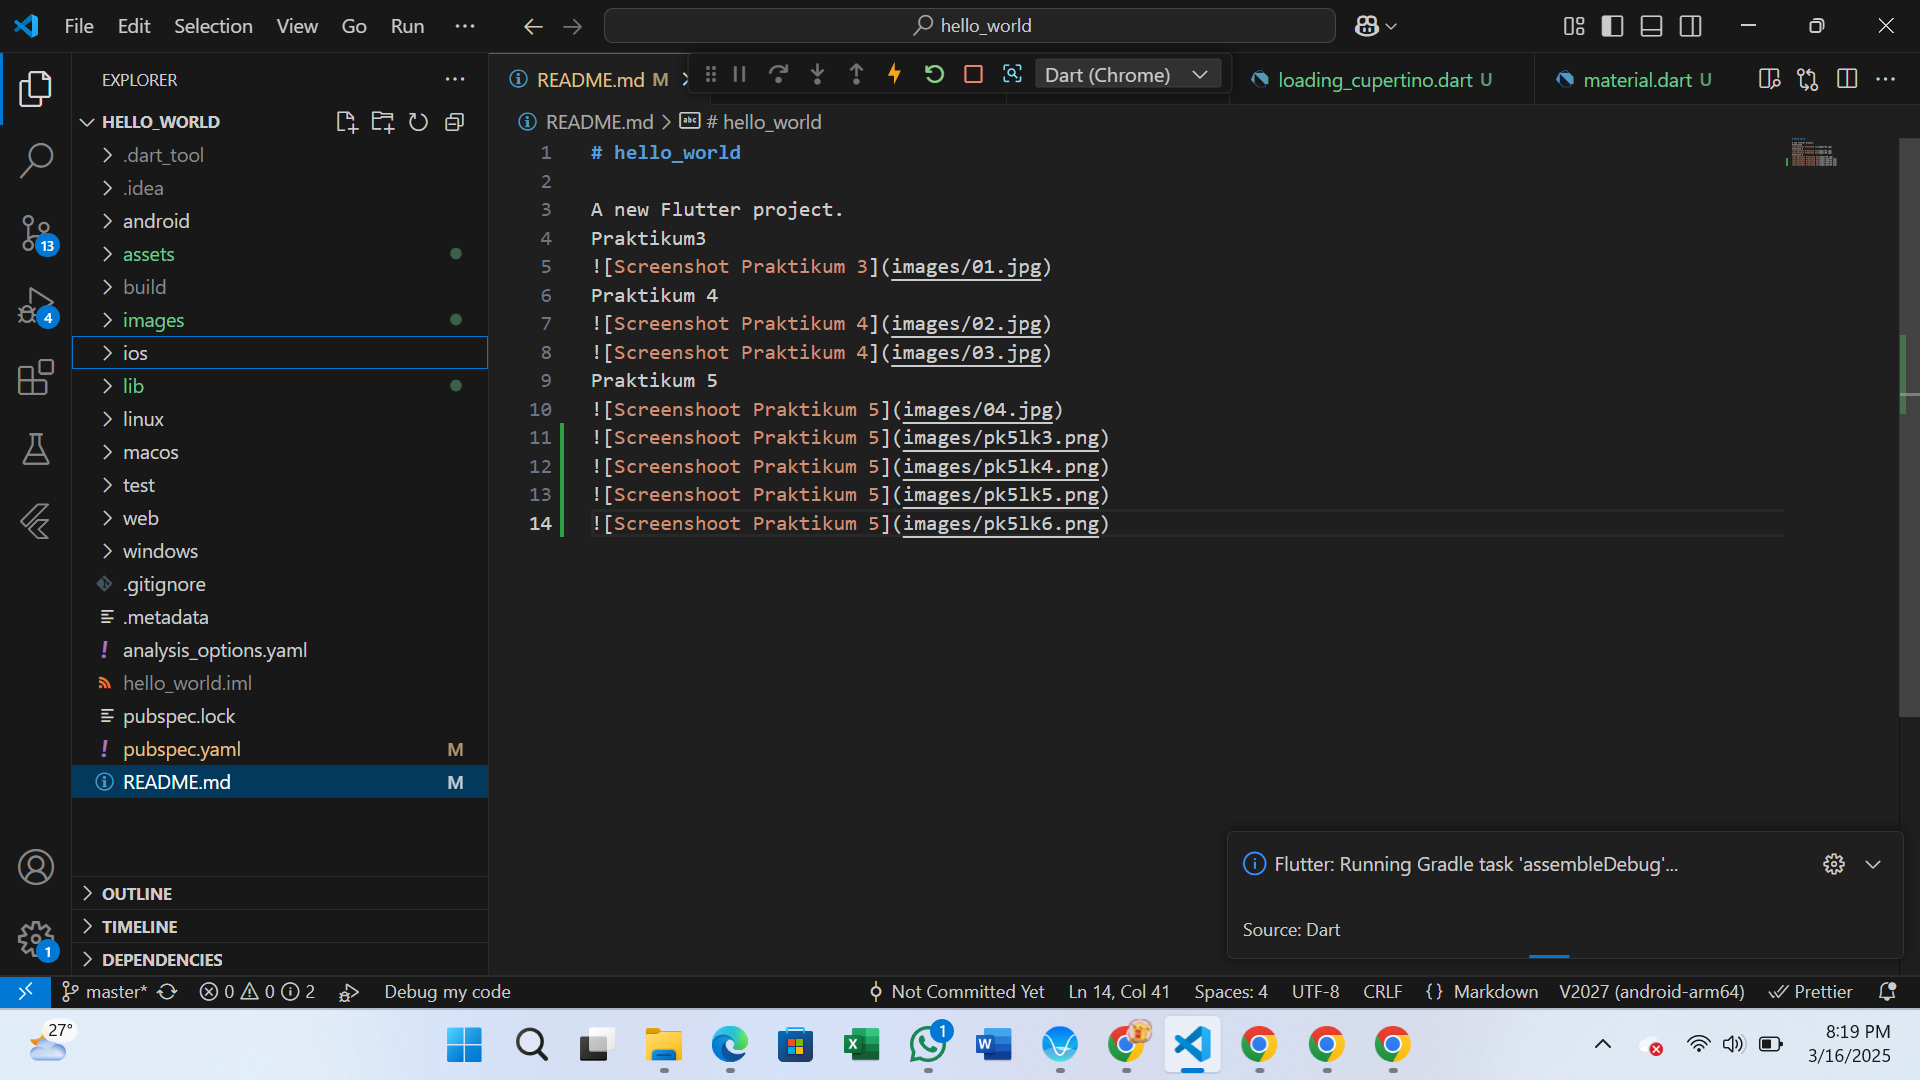 File Edit Selection View Go Run ···
hello_world
EXPLORER
HELLO_WORLD
.dart_tool
.idea
android
assets
build
images
ios
lib
linux
macos
test
web
windows
.gitignore
.metadata
! analysis_options.yaml
hello_world.iml
pubspec.lock
! pubspec.yaml M
README.md M
OUTLINE
TIMELINE
DEPENDENCIES
13
4
1
README.md M
Dart (Chrome)
loading_cupertino.dart U
material.dart U
README.md > # hello_world
1 # hello_world
2
3 A new Flutter project.
4 Praktikum3
5 ![Screenshot Praktikum 3](images/01.jpg)
6 Praktikum 4
7 ![Screenshot Praktikum 4](images/02.jpg)
8 ![Screenshot Praktikum 4](images/03.jpg)
9 Praktikum 5
10 ![Screenshoot Praktikum 5](images/04.jpg)
11 ![Screenshoot Praktikum 5](images/pk5lk3.png)
12 ![Screenshoot Praktikum 5](images/pk5lk4.png)
13 ![Screenshoot Praktikum 5](images/pk5lk5.png)
14 ![Screenshoot Praktikum 5](images/pk5lk6.png)
Flutter: Running Gradle task 'assembleDebug'...
Source: Dart
master* 0 0 2 Debug my code Not Committed Yet Ln 14, Col 41 Spaces: 4 UTF-8 CRLF {} Markdown V2027 (android-arm64) Prettier
27°
1
8:19 PM
3/16/2025